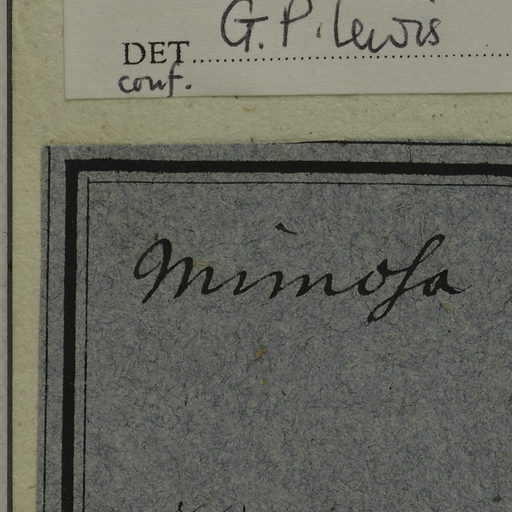 DET G. P. Lewis
conf.
Mimosa